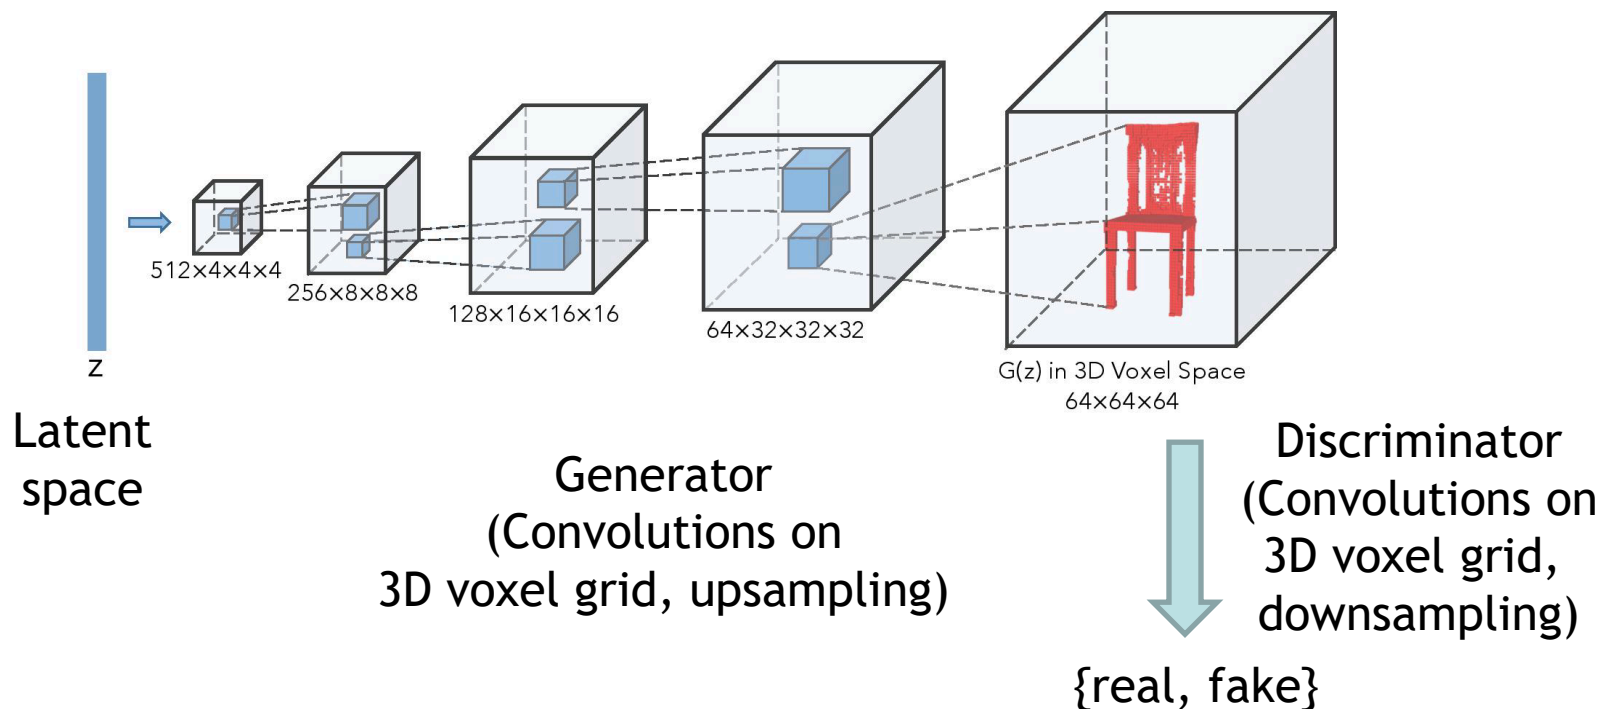 z
Latent
space
512×4×4×4
256×8×8×8
128×16×16×16
64×32×32×32
G(z) in 3D Voxel Space
64×64×64
Generator
(Convolutions on
3D voxel grid, upsampling)
Discriminator
(Convolutions on
3D voxel grid,
downsampling)
{real, fake}